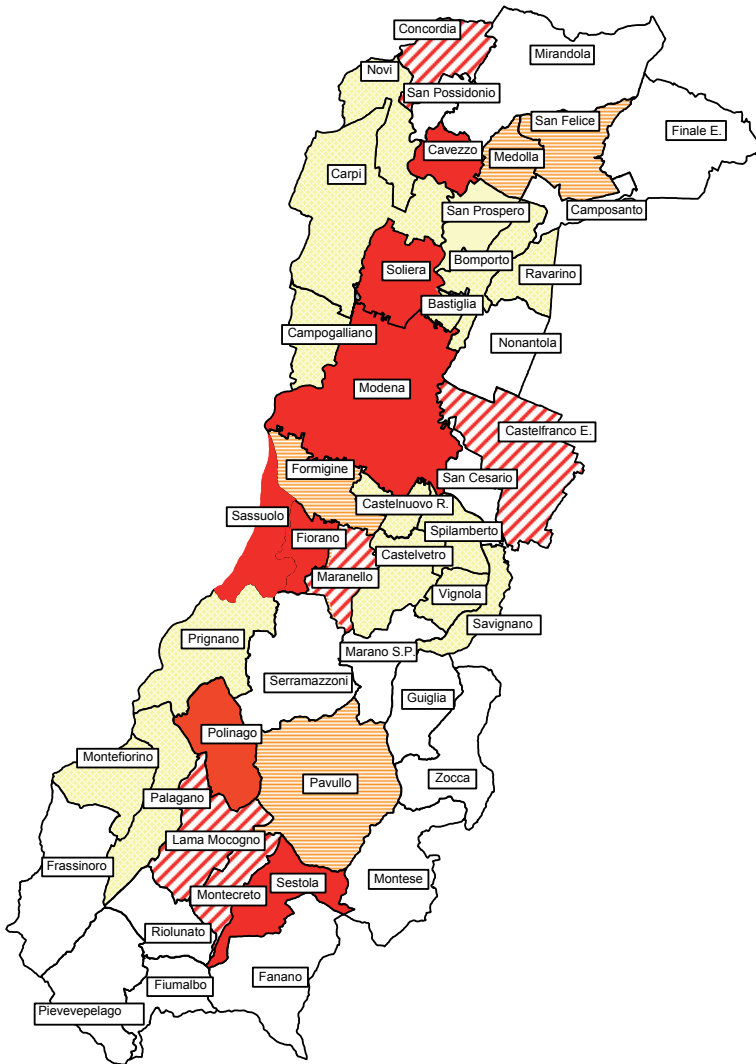 Concordia
Mirandola
Novi
San Possidonio
San Felice
Finale E.
Cavezzo
Medolla
Carpi
San Prospero
Camposanto
Bomporto
Soliera
Ravarino
Bastiglia
Campogalliano
Nonantola
Modena
Castelfranco E.
Formigine
San Cesario
Castelnuovo R.
Sassuolo
Spilamberto
Fiorano
Castelvetro
Maranello
Vignola
Savignano
Prignano
Marano S.P.
Serramazzoni
Guiglia
Polinago
Montefiorino
Zocca
Pavullo
Palagano
Lama Mocogno
Frassinoro
Sestola
Montese
Montecreto
Riolunato
Fanano
Fiumalbo
Pievevepelago